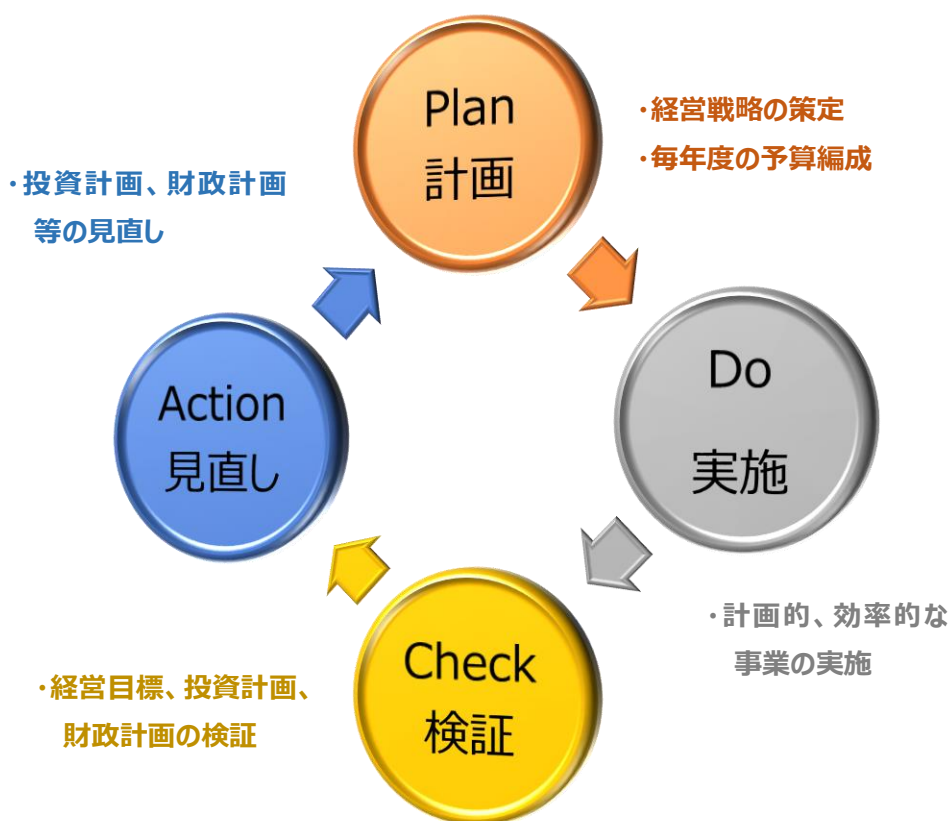 Plan
計画
・経営戦略の策定
・毎年度の予算編成
Do
実施
・計画的、効率的な
事業の実施
Check
検証
・経営目標、投資計画、
財政計画の検証
Action
見直し
・投資計画、財政計画
等の見直し